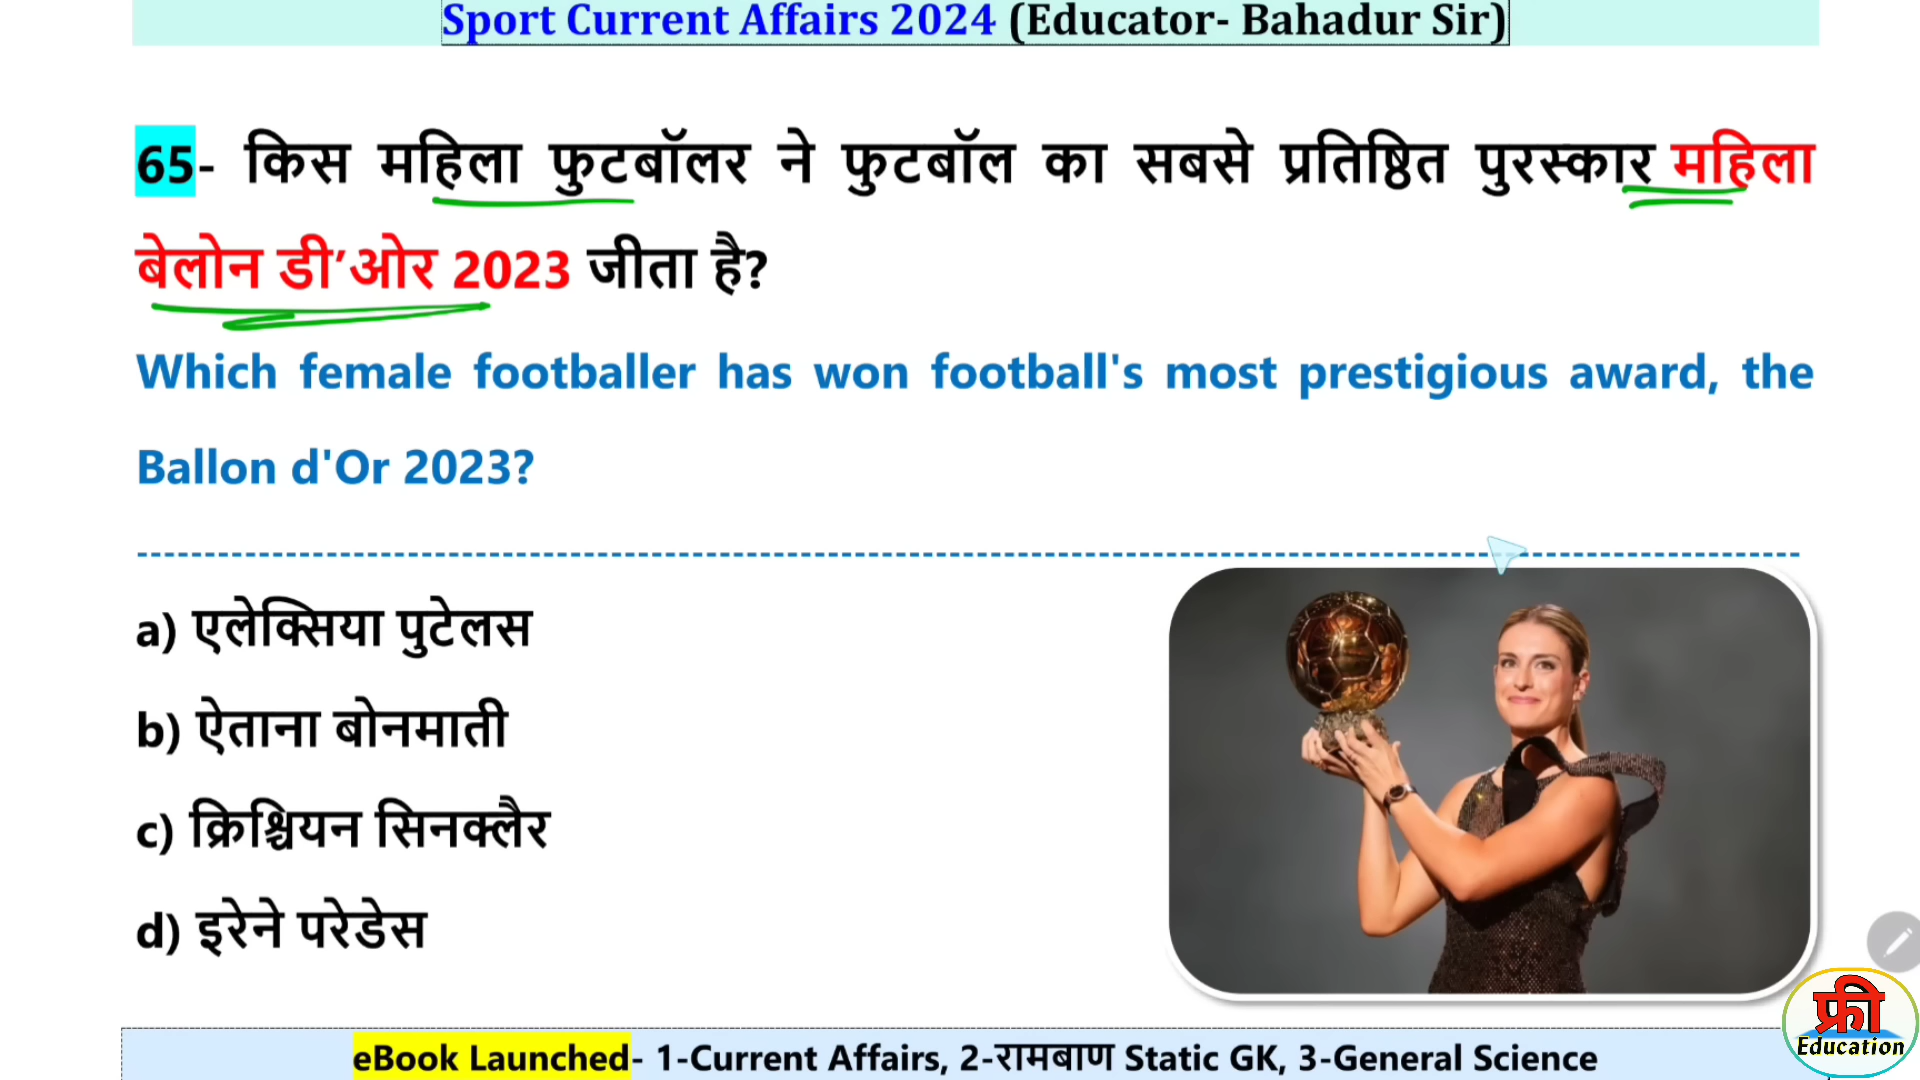 Sport Current Affairs 2024 (Educator- Bahadur Sir)
65- किस महिला फुटबॉलर ने फुटबॉल का सबसे प्रतिष्ठित पुरस्कार महिला
बेलोन डी’ओर 2023 जीता है?
Which female footballer has won football's most prestigious award, the
Ballon d'Or 2023?
a) एलेक्सिया पुटेलस
b) ऐताना बोनमाती
c) क्रिश्चियन सिनक्लैर
d) इरेने परेडेस
फ्री
Education
eBook Launched- 1-Current Affairs, 2-रामबाण Static GK, 3-General Science